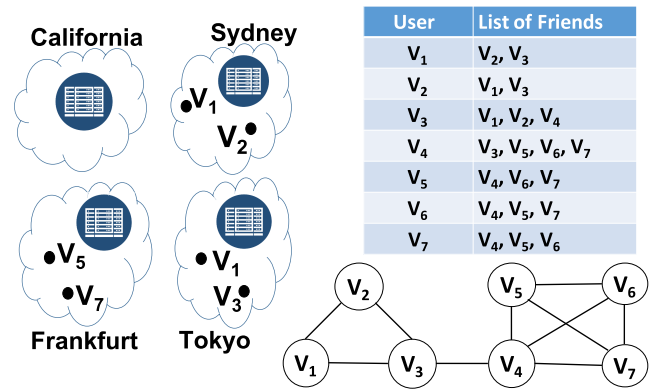 California
Sydney
V1
V2
V5
V7
Frankfurt
V1
V3
Tokyo
User List of Friends
V1 V2, V3
V2 V1, V3
V3 V1, V2, V4
V4 V3, V5, V6, V7
V5 V4, V6, V7
V6 V4, V5, V7
V7 V4, V5, V6
V2
V5
V6
V1
V3
V4
V7